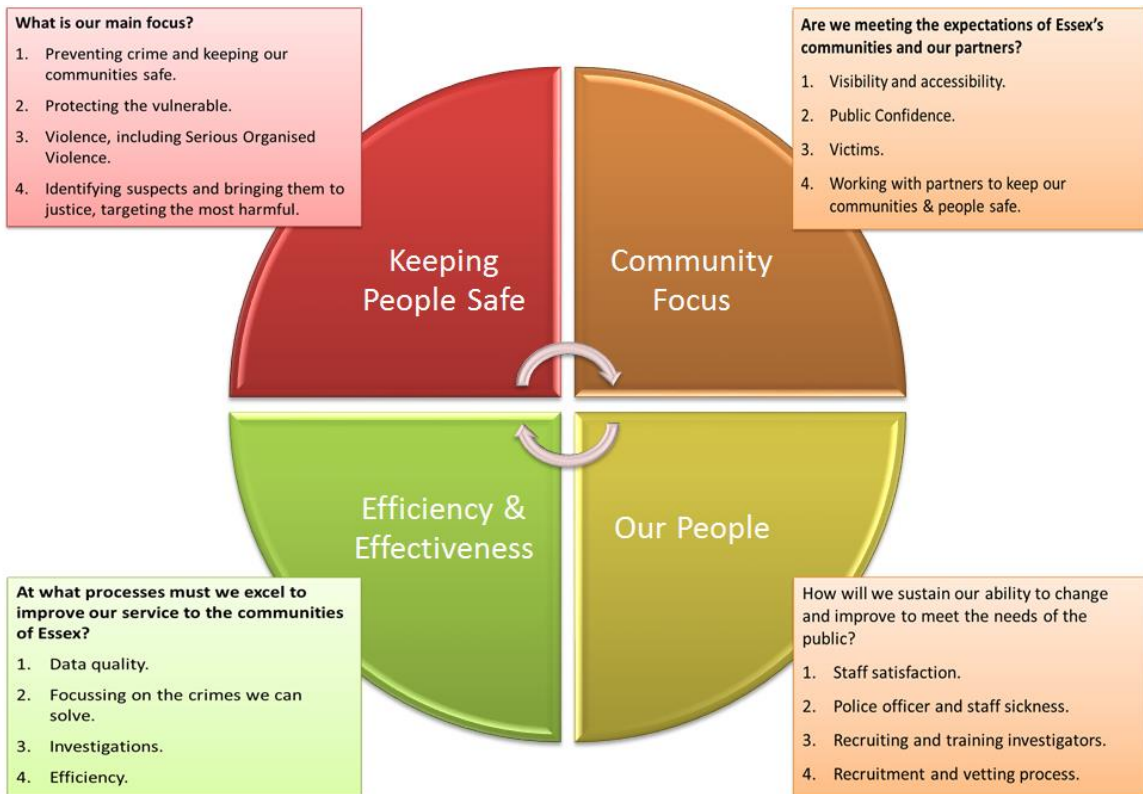 What is our main focus?
1. Preventing crime and keeping our
communities safe.
2. Protecting the vulnerable.
3. Violence, including Serious Organised
Violence.
4. Identifying suspects and bringing them to
justice, targeting the most harmful.
Are we meeting the expectations of Essex's
communities and our partners?
1. Visibility and accessibility.
2. Public Confidence.
3. Victims.
4. Working with partners to keep our
communities & people safe.
Keeping
People Safe
Community
Focus
Efficiency &
Effectiveness
Our People
At what processes must we excel to
improve our service to the communities
of Essex?
1. Data quality.
2. Focussing on the crimes we can
solve.
3. Investigations.
4. Efficiency.
How will we sustain our ability to change
and improve to meet the needs of the
public?
1. Staff satisfaction.
2. Police officer and staff sickness.
3. Recruiting and training investigators.
4. Recruitment and vetting process.